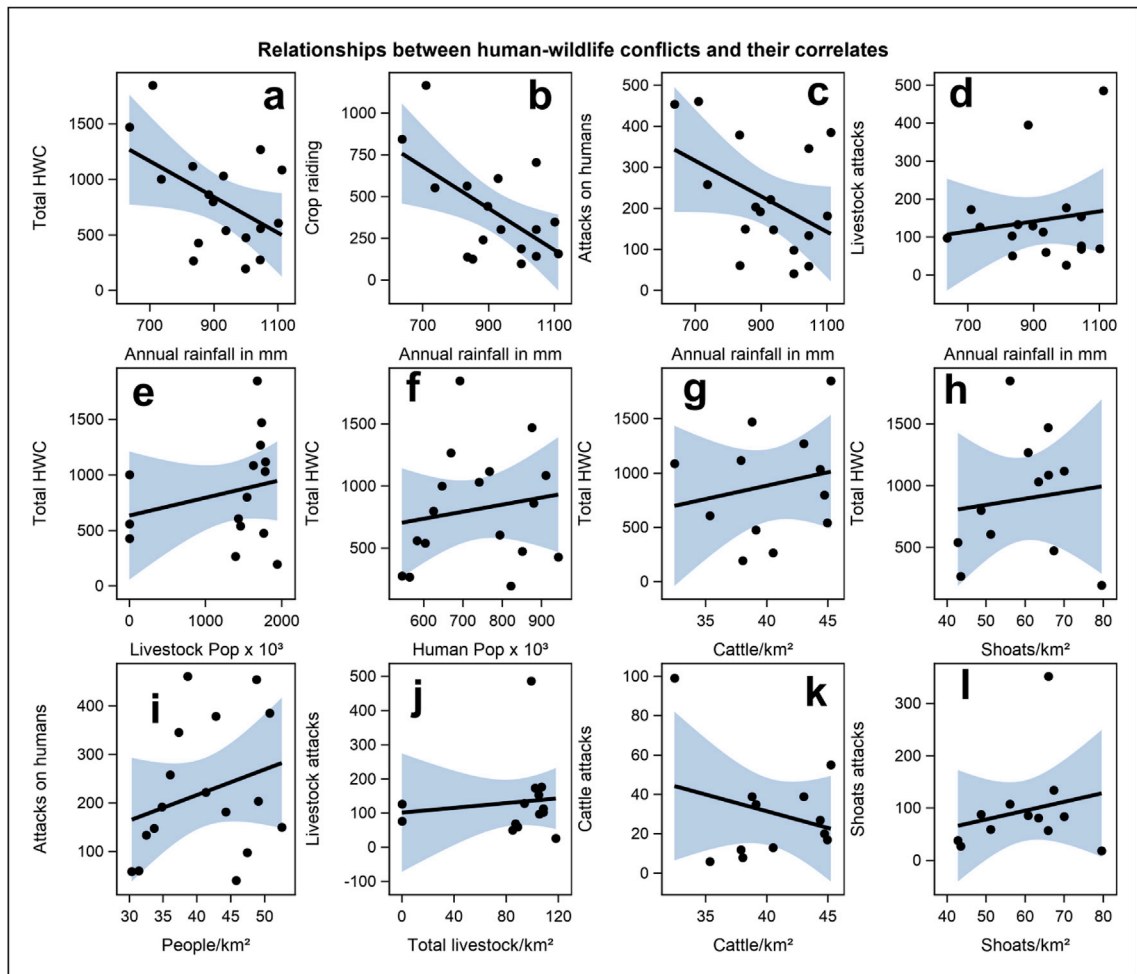 Relationships between human-wildlife conflicts and their correlates
a
Total HWC
1500
1000
500
0
700 900 1100
Annual rainfall in mm
b
Crop raiding
1000
750
500
250
0
700 900 1100
Annual rainfall in mm
c
Attacks on humans
500
400
300
200
100
0
700 900 1100
Annual rainfall in mm
d
Livestock attacks
500
400
300
200
100
0
700 900 1100
Annual rainfall in mm
e
Total HWC
1500
1000
500
0
0 1000 2000
Livestock Pop x 10³
f
Total HWC
1500
1000
500
600 700 800 900
Human Pop x 10³
g
Total HWC
1500
1000
500
0
35 40 45
Cattle/km²
h
Total HWC
1500
1000
500
40 50 60 70 80
Shoats/km²
i
Attacks on humans
400
300
200
100
30 35 40 45 50
People/km²
j
Livestock attacks
500
400
300
200
100
0
-100
0 40 80 120
Total livestock/km²
k
Cattle attacks
100
80
60
40
20
0
35 40 45
Cattle/km²
l
Shoats attacks
300
200
100
0
40 50 60 70 80
Shoats/km²